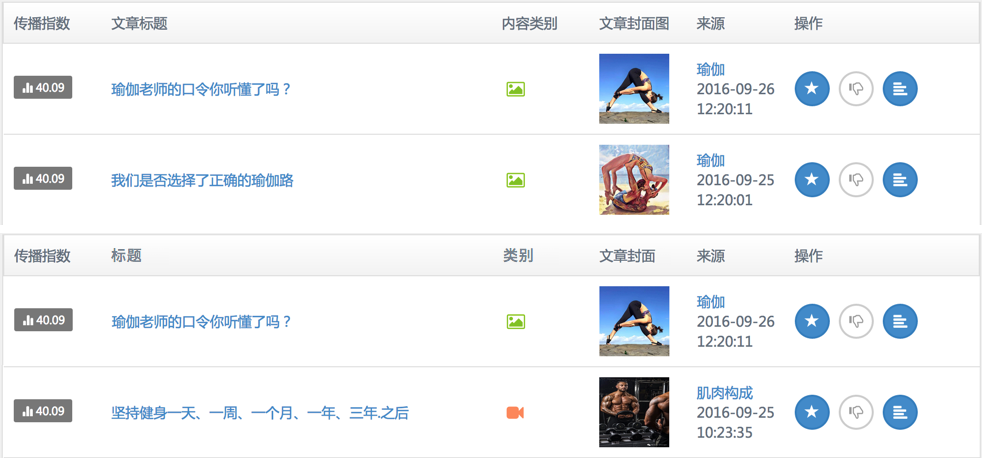 传播指数 文章标题 内容类别 文章封面图 来源 操作
40.09 瑜伽老师的口令你听懂了吗？ 瑜伽
2016-09-26
12:20:11
40.09 我们是否选择了正确的瑜伽路 瑜伽
2016-09-25
12:20:01
传播指数 标题 类别 文章封面 来源 操作
40.09 瑜伽老师的口令你听懂了吗？ 瑜伽
2016-09-26
12:20:11
40.09 坚持健身一天、一周、一个月、一年、三年.之后 肌肉构成
2016-09-25
10:23:35